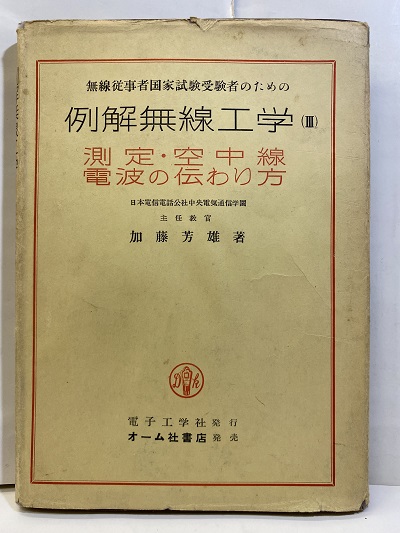 無線従事者国家試験受験者のための
例解無線工学(Ⅲ)
測定・空中線
電波の伝わり方
日本電信電話公社中央電気通信学園
主任教官
加藤芳雄著
電子工学社 発行
オーム社書店 発売